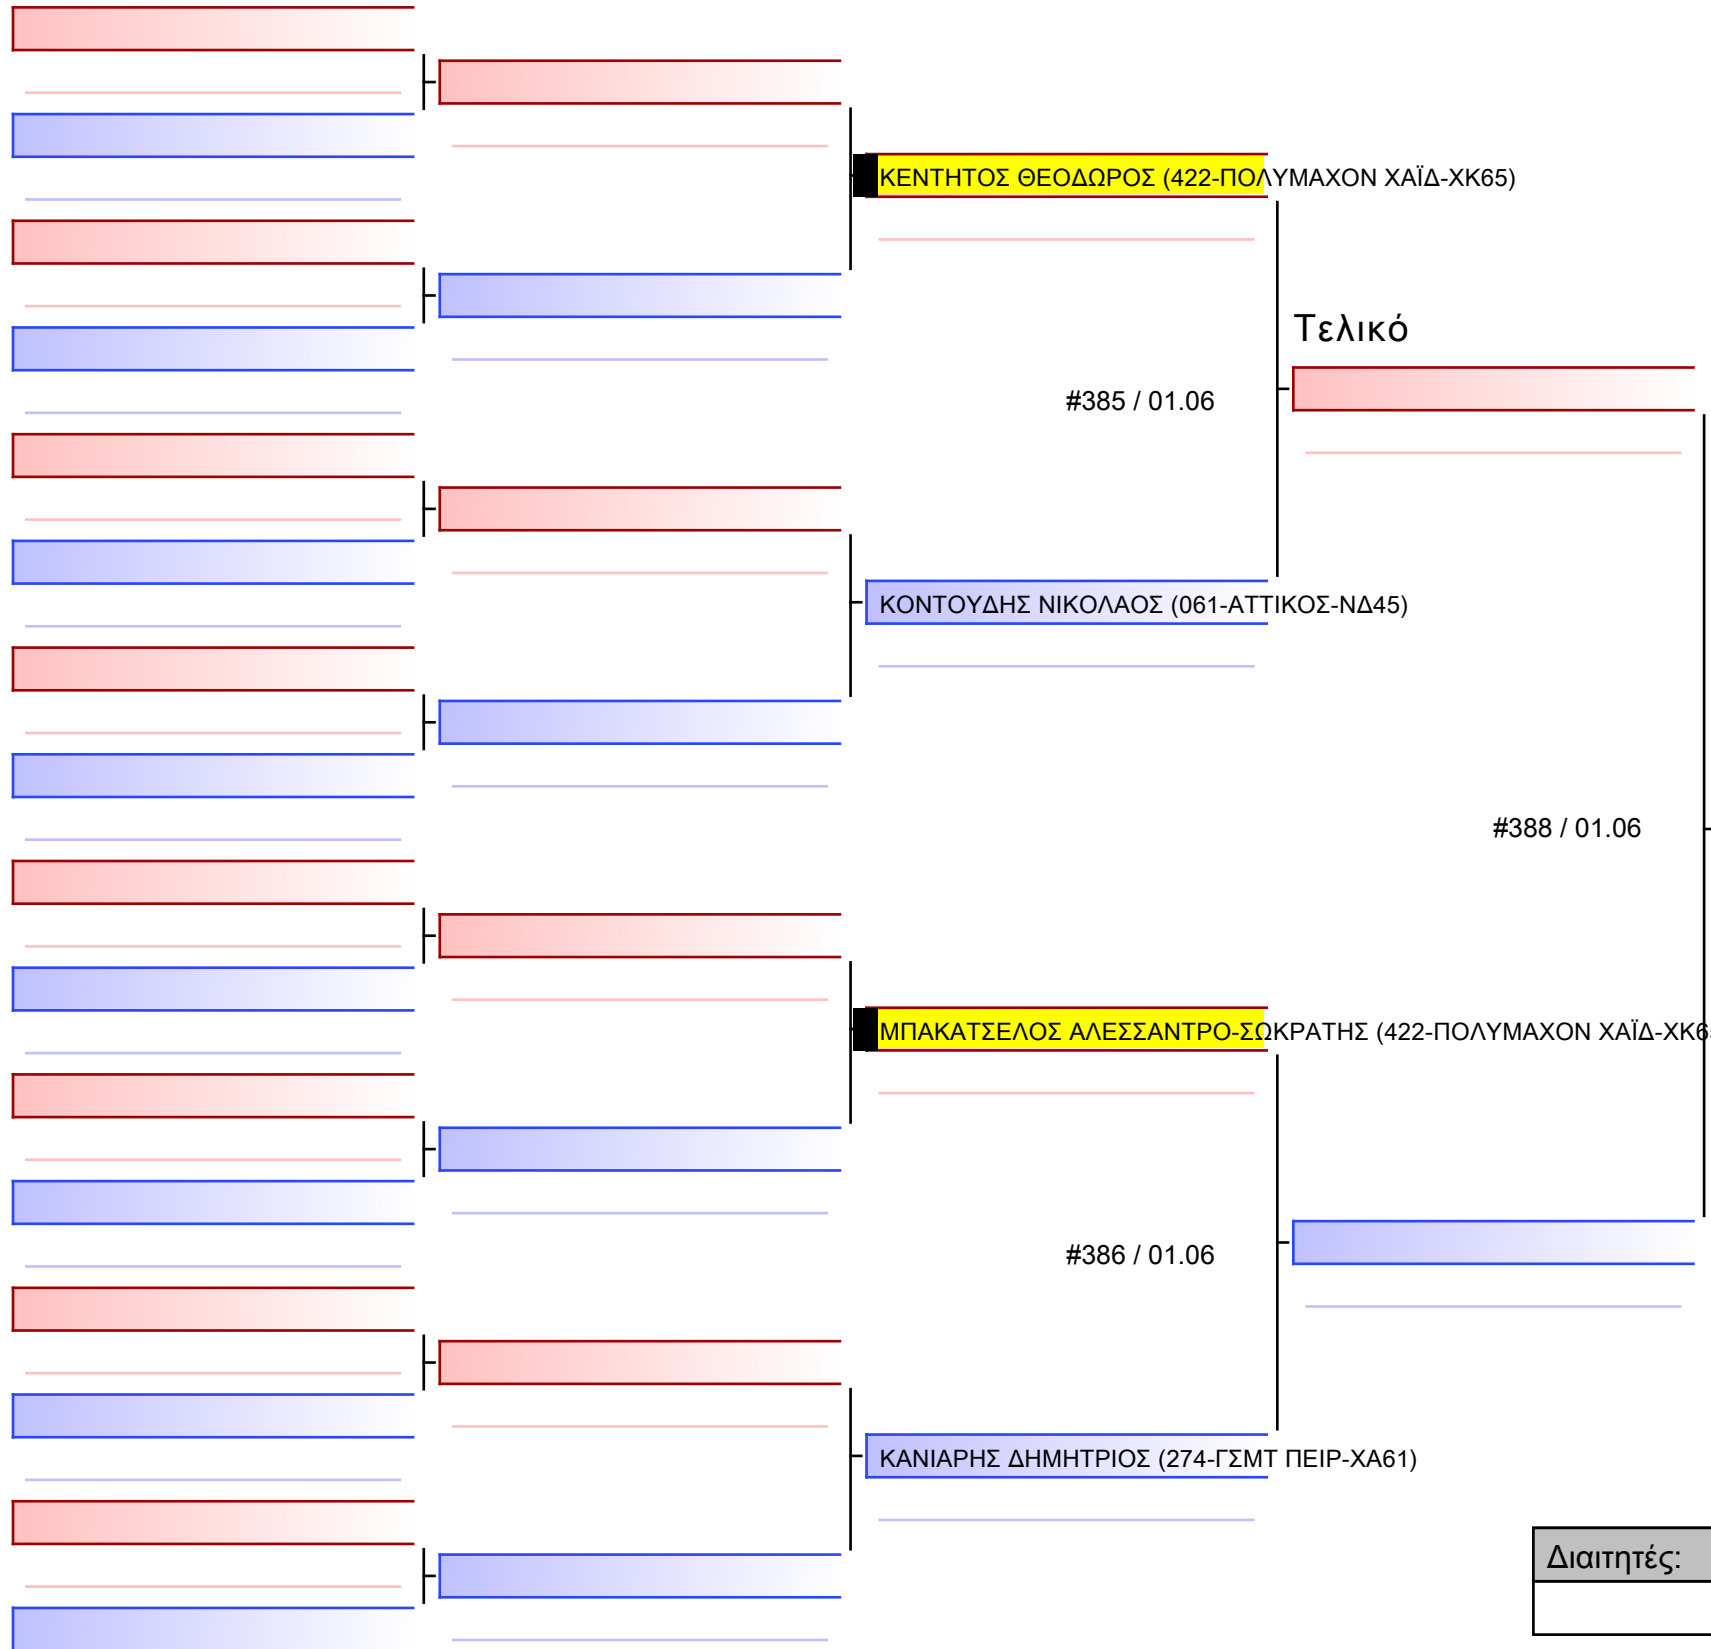 ΚΕΝΤΗΤΟΣ ΘΕΟΔΩΡΟΣ (422-ΠΟΛΥΜΑΧΟΝ ΧΑΪΔ-ΧΚ65)
Τελικό
#385 / 01.06
ΚΟΝΤΟΥΔΗΣ ΝΙΚΟΛΑΟΣ (061-ΑΤΤΙΚΟΣ-ΝΔ45)
#388 / 01.06
ΜΠΑΚΑΤΣΕΛΟΣ ΑΛΕΣΣΑΝΤΡΟ-ΣΩΚΡΑΤΗΣ (422-ΠΟΛΥΜΑΧΟΝ ΧΑΪΔ-ΧΚ65
#386 / 01.06
ΚΑΝΙΑΡΗΣ ΔΗΜΗΤΡΙΟΣ (274-ΓΣΜΤ ΠΕΙΡ-ΧΑ61)
Διαιτητές: